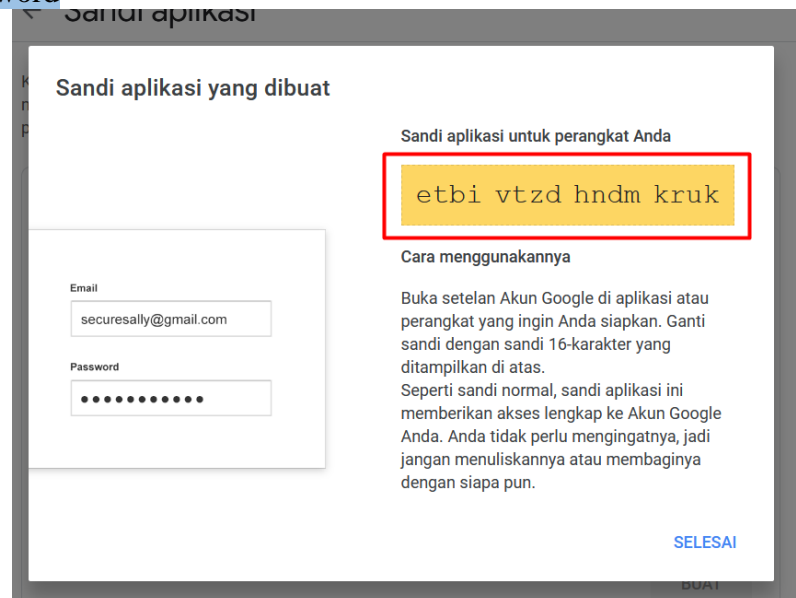 word
Sandi aplikasi
Sandi aplikasi yang dibuat
Sandi aplikasi untuk perangkat Anda
etbi vtzd hndm kruk
Email
securesally@gmail.com
Password
Cara menggunakannya
Buka setelan Akun Google di aplikasi atau
perangkat yang ingin Anda siapkan. Ganti
sandi dengan sandi 16-karakter yang
ditampilkan di atas.
Seperti sandi normal, sandi aplikasi ini
memberikan akses lengkap ke Akun Google
Anda. Anda tidak perlu mengingatnya, jadi
jangan menuliskannya atau membaginya
dengan siapa pun.
SELESAI
BUAT